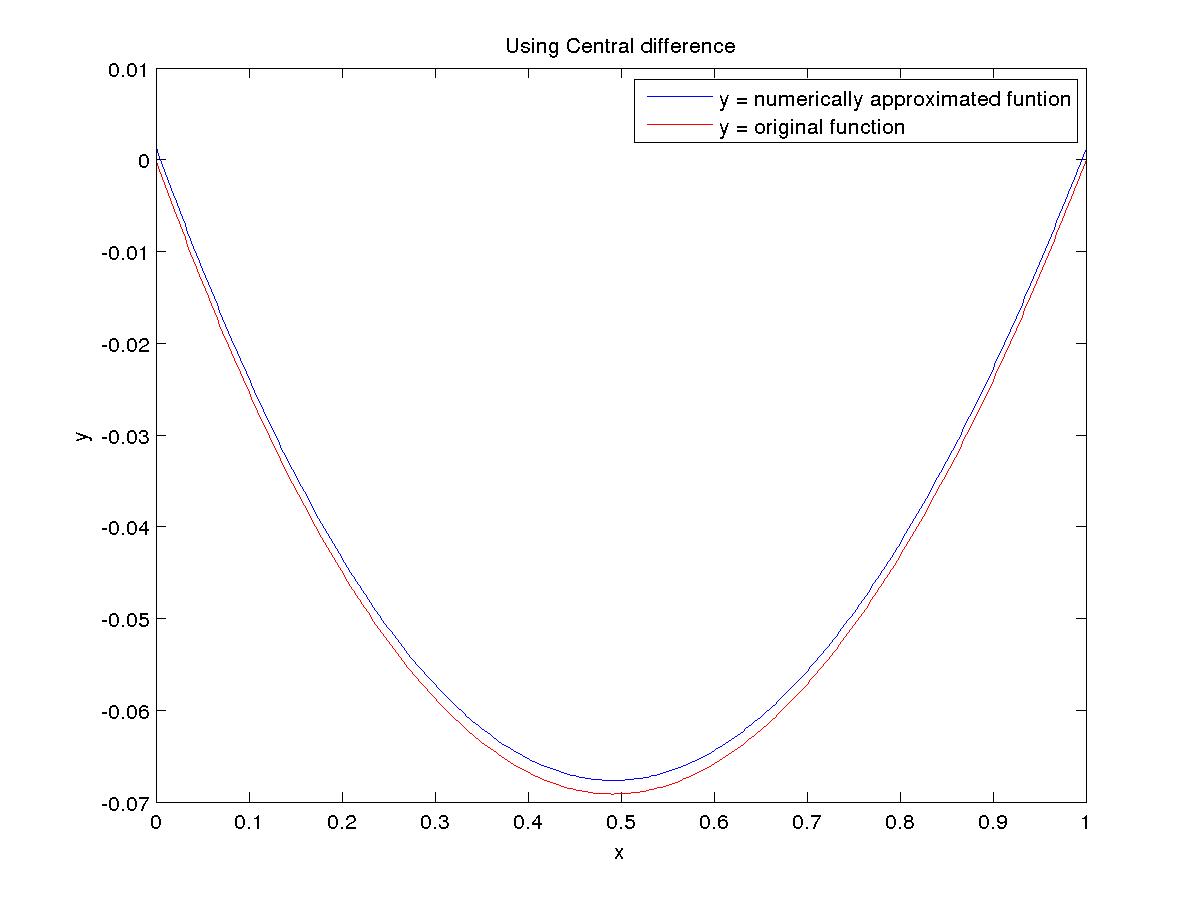 Using Central difference
0.01
y = numerically approximated funtion
y = original function
0
-0.01
-0.02
-0.03
y
-0.04
-0.05
-0.06
-0.07
0 0.1 0.2 0.3 0.4 0.5 0.6 0.7 0.8 0.9 1
x